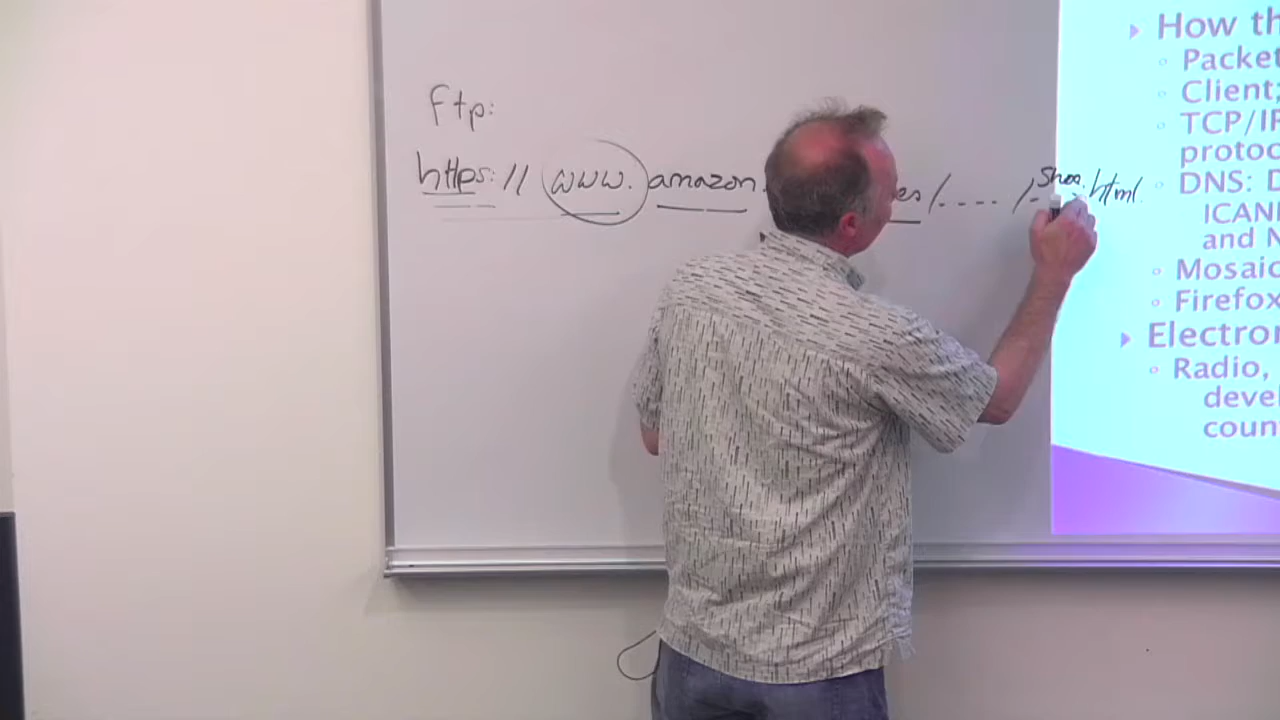 ftp:
https:// www. amazon. es/.... /. shoe.html
How th
Packet
Client;
TCP/IP
protoc
DNS: D
ICANN
and N
Mosaic
Firefox
Electron
Radio,
devel
coun